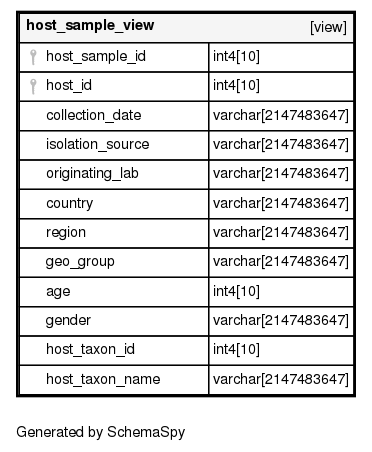 host_sample_view [view]
host_sample_id int4[10]
host_id int4[10]
collection_date varchar[2147483647]
isolation_source varchar[2147483647]
originating_lab varchar[2147483647]
country varchar[2147483647]
region varchar[2147483647]
geo_group varchar[2147483647]
age int4[10]
gender varchar[2147483647]
host_taxon_id int4[10]
host_taxon_name varchar[2147483647]
Generated by SchemaSpy